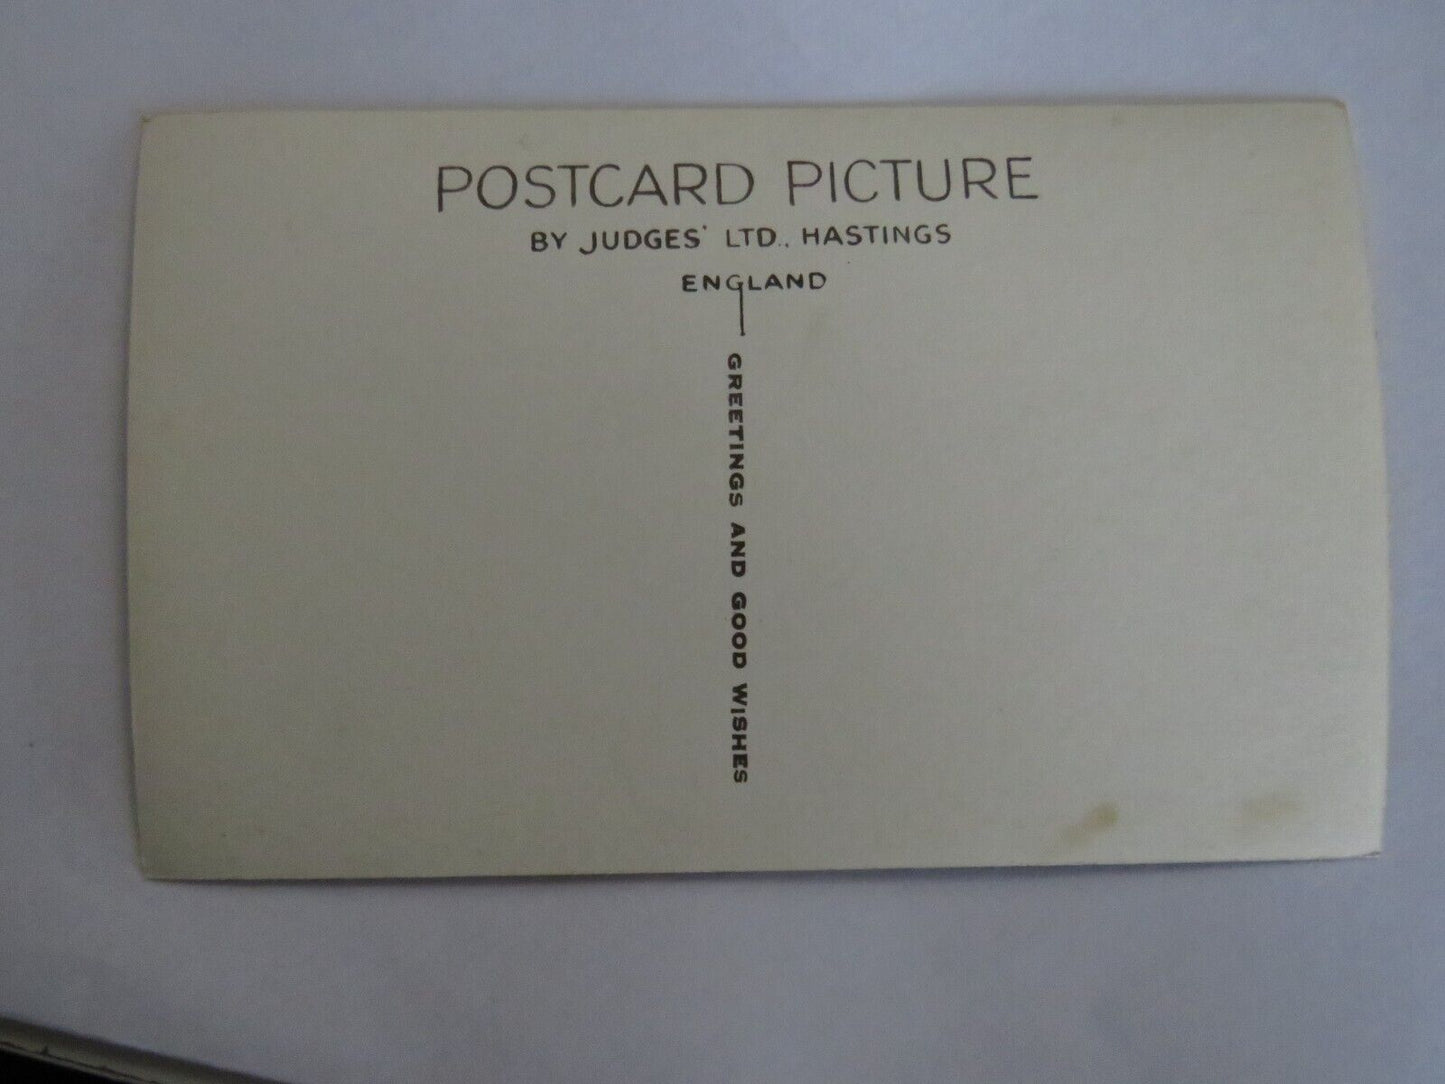 POSTCARD PICTURE
BY JUDGES' LTD., HASTINGS
ENGLAND
GREETINGS AND GOOD WISHES